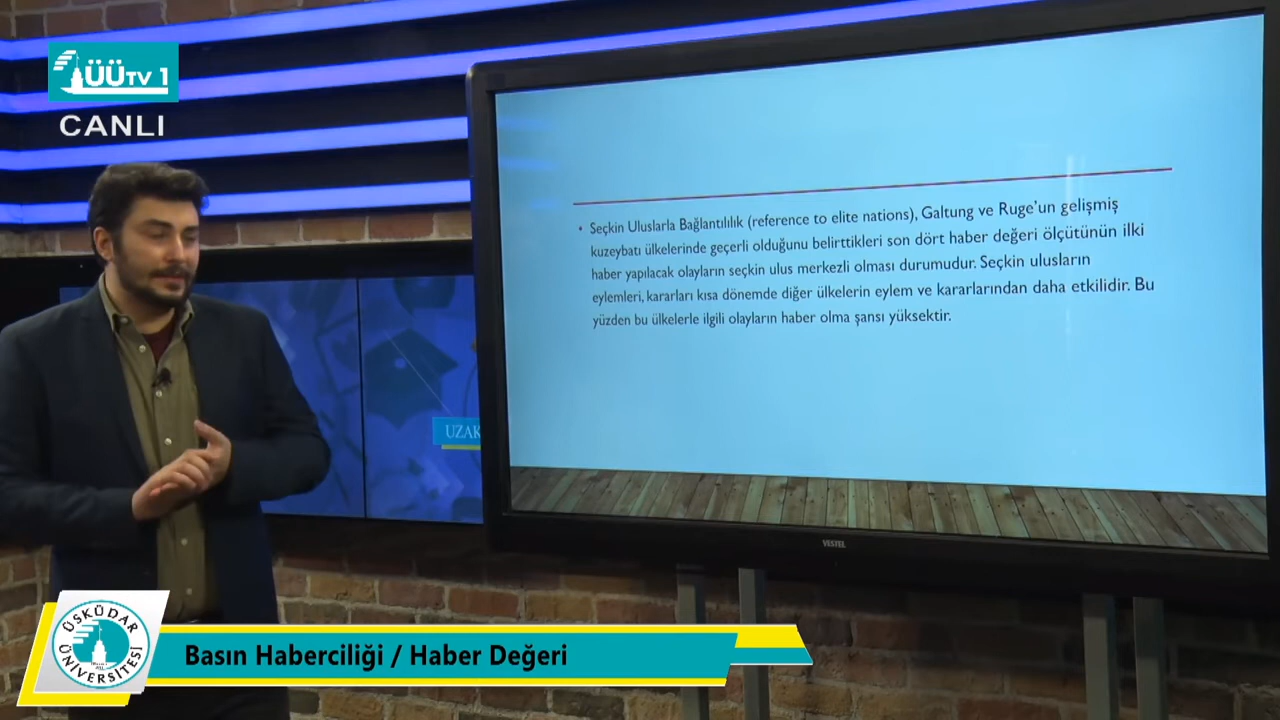 ÜÜTV 1
CANLI
• Seçkin Uluslarla Bağlantılılık (reference to elite nations), Galtung ve Ruge'un gelişmiş
kuzeybatı ülkelerinde geçerli olduğunu belirttikleri son dört haber değeri ölçütünün ilki
haber yapılacak olayların seçkin ulus merkezli olması durumudur. Seçkin ulusların
eylemleri, kararları kısa dönemde diğer ülkelerin eylem ve kararlarından daha etkilidir. Bu
yüzden bu ülkelerle ilgili olayların haber olma şansı yüksektir.
UZAK
VESTEL
ÜSKÜDAR
ÜNİVERSİTESİ
Basın Haberciliği / Haber Değeri